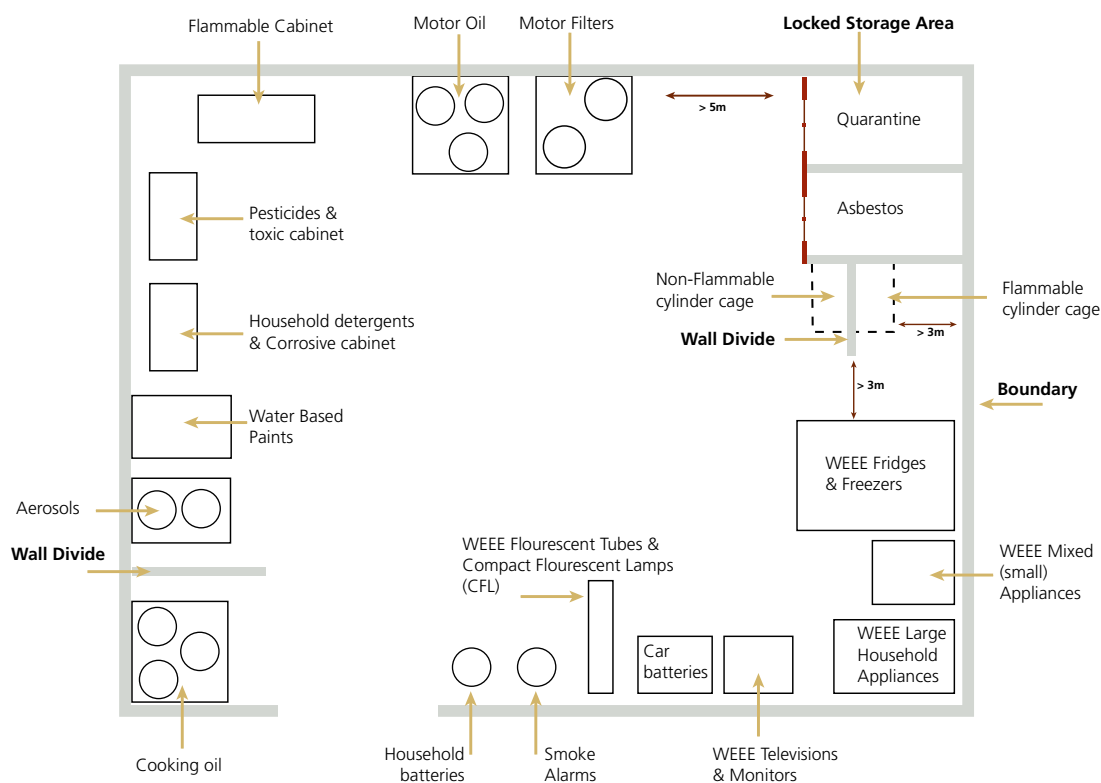 Flammable Cabinet
Motor Oil
Motor Filters
Locked Storage Area
> 5m
Quarantine
Asbestos
Pesticides &
toxic cabinet
Non-Flammable
cylinder cage
Flammable
cylinder cage
Household detergents
& Corrosive cabinet
Wall Divide
> 3m
> 3m
Boundary
Water Based
Paints
WEEE Fridges
& Freezers
Aerosols
Wall Divide
WEEE Flourescent Tubes &
Compact Flourescent Lamps
(CFL)
WEEE Mixed
(small)
Appliances
Car
batteries
WEEE Large
Household
Appliances
Cooking oil
Household
batteries
Smoke
Alarms
WEEE Televisions
& Monitors